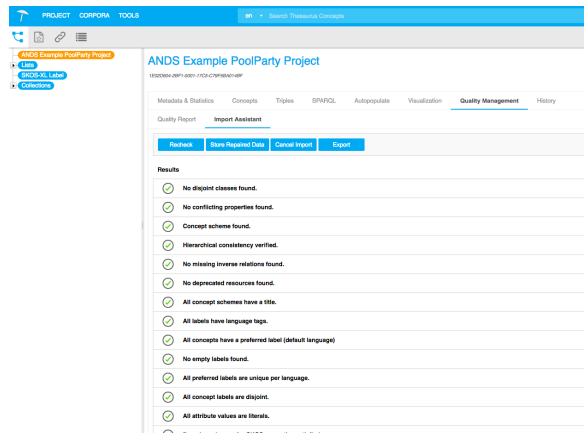 PROJECT CORPORA TOOLS
en Search Thesaurus Concepts
ANDS Example PoolParty Project
Lists
SKOS-XL Label
Collections
ANDS Example PoolParty Project
Metadata & Statistics Concepts Triples SPARQL Autopopulate Visualization Quality Management History
Quality Report Import Assistant
Recheck Store Repaired Data Cancel Import Export
Results
No disjoint classes found.
No conflicting properties found.
Concept scheme found.
Hierarchical consistency verified.
No missing inverse relations found.
No deprecated resources found.
All concept schemes have a title.
All labels have language tags.
All concepts have a preferred label (default language)
No empty labels found.
All preferred labels are unique per language.
All concept labels are disjoint.
All attribute values are literals.